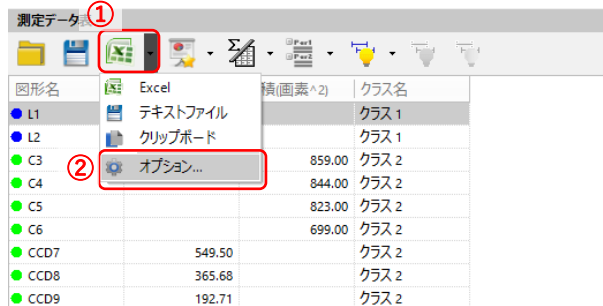 測定データ表
①
Σ
Part1
Part2
図形名 積(画素^2) クラス名
Excel
テキストファイル
クリップボード
② オプション...
L1 クラス 1
L2 クラス 1
C3 859.00 クラス 2
C4 844.00 クラス 2
C5 823.00 クラス 2
C6 699.00 クラス 2
CCD7 549.50 クラス 2
CCD8 365.68 クラス 2
CCD9 192.71 クラス 2